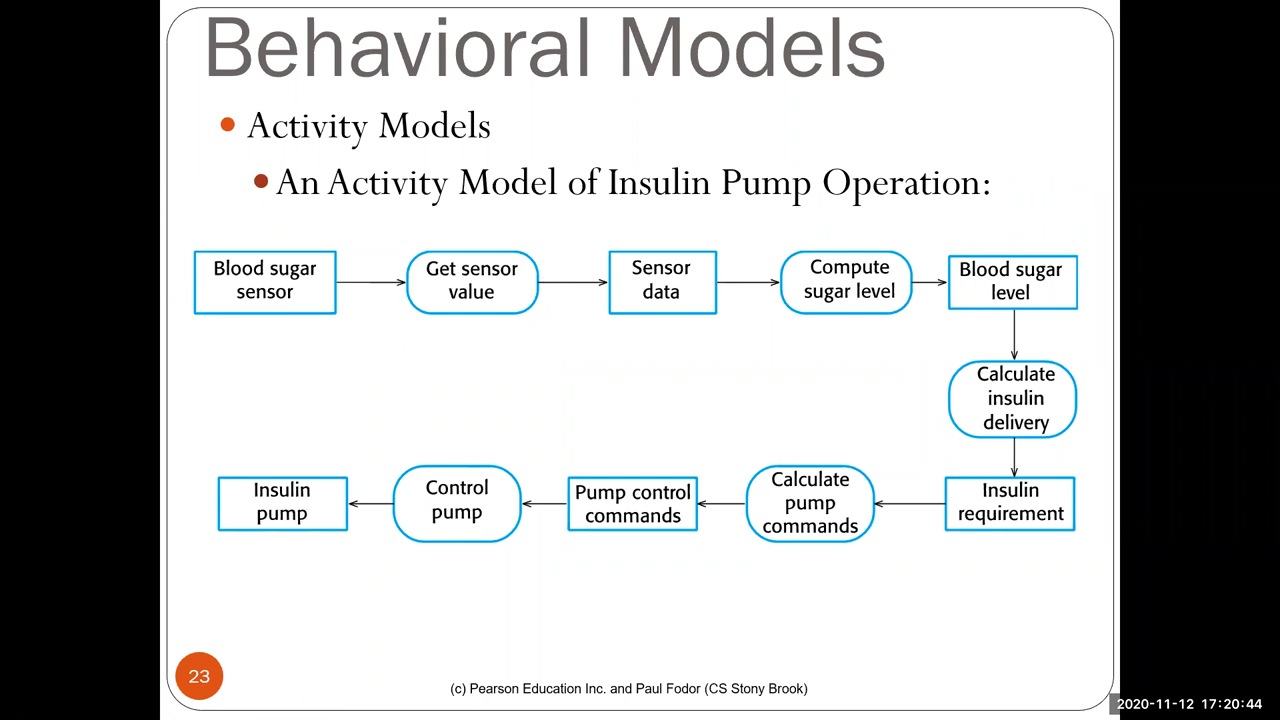 Behavioral Models
Activity Models
An Activity Model of Insulin Pump Operation:
Blood sugar
sensor
Get sensor
value
Sensor
data
Compute
sugar level
Blood sugar
level
Calculate
insulin
delivery
Insulin
requirement
Calculate
pump
commands
Pump control
commands
Control
pump
Insulin
pump
23
(c) Pearson Education Inc. and Paul Fodor (CS Stony Brook)
2020-11-12 17:20:44